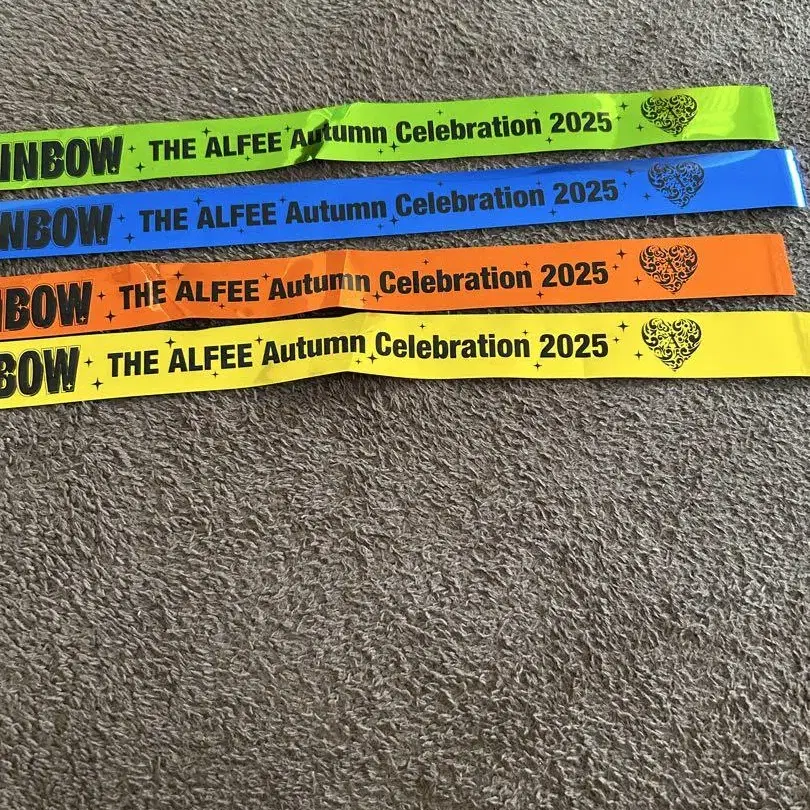 INBOW THE ALFEE Autumn Celebration 2025
NBOW THE ALFEE Autumn Celebration 2025
BOW THE ALFEE Autumn Celebration 2025
BOW THE ALFEE Autumn Celebration 2025